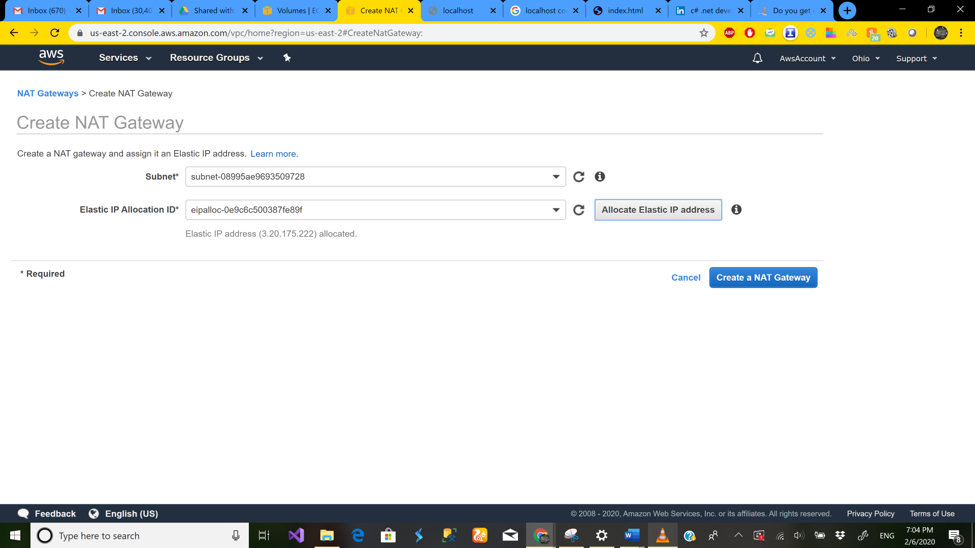 Inbox (670)
Inbox (30,40
Shared with
Volumes | EC
Create NAT
localhost
localhost co
index.html
c# .net deve
Do you get
us-east-2.console.aws.amazon.com/vpc/home?region=us-east-2#CreateNatGateway:
ABP
20
aws
Services
Resource Groups
AwsAccount
Ohio
Support
NAT Gateways > Create NAT Gateway
Create NAT Gateway
Create a NAT gateway and assign it an Elastic IP address. Learn more.
Subnet* subnet-08995ae9693509728
Elastic IP Allocation ID* eipalloc-0e9c6c500387fe89f Allocate Elastic IP address
Elastic IP address (3.20.175.222) allocated.
* Required
Cancel Create a NAT Gateway
Feedback English (US)
© 2008 - 2020, Amazon Web Services, Inc. or its affiliates. All rights reserved. Privacy Policy Terms of Use
Type here to search
ENG
7:04 PM
2/6/2020
8